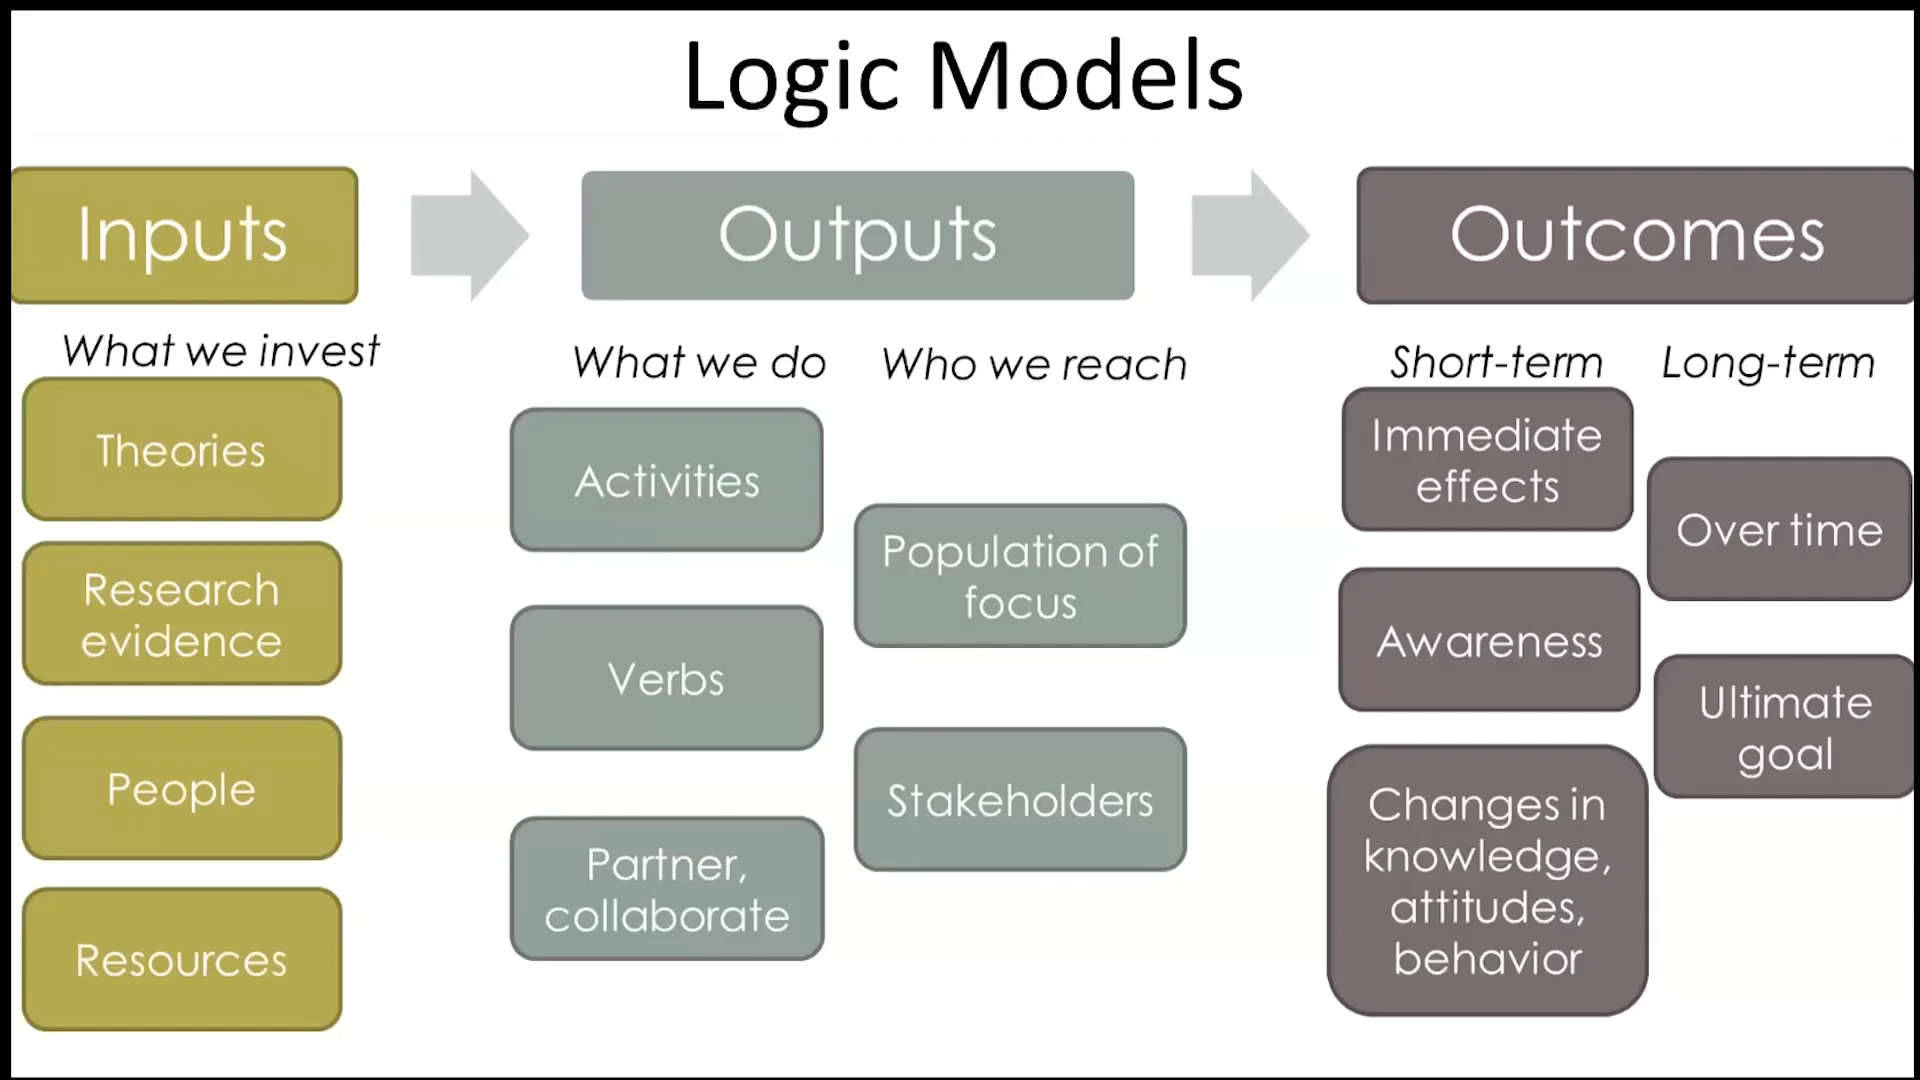 Logic Models
Inputs
Outputs
Outcomes
What we invest
What we do
Who we reach
Short-term
Long-term
Theories
Research
evidence
People
Resources
Activities
Verbs
Partner,
collaborate
Population of
focus
Stakeholders
Immediate
effects
Awareness
Changes in
knowledge,
attitudes,
behavior
Over time
Ultimate
goal